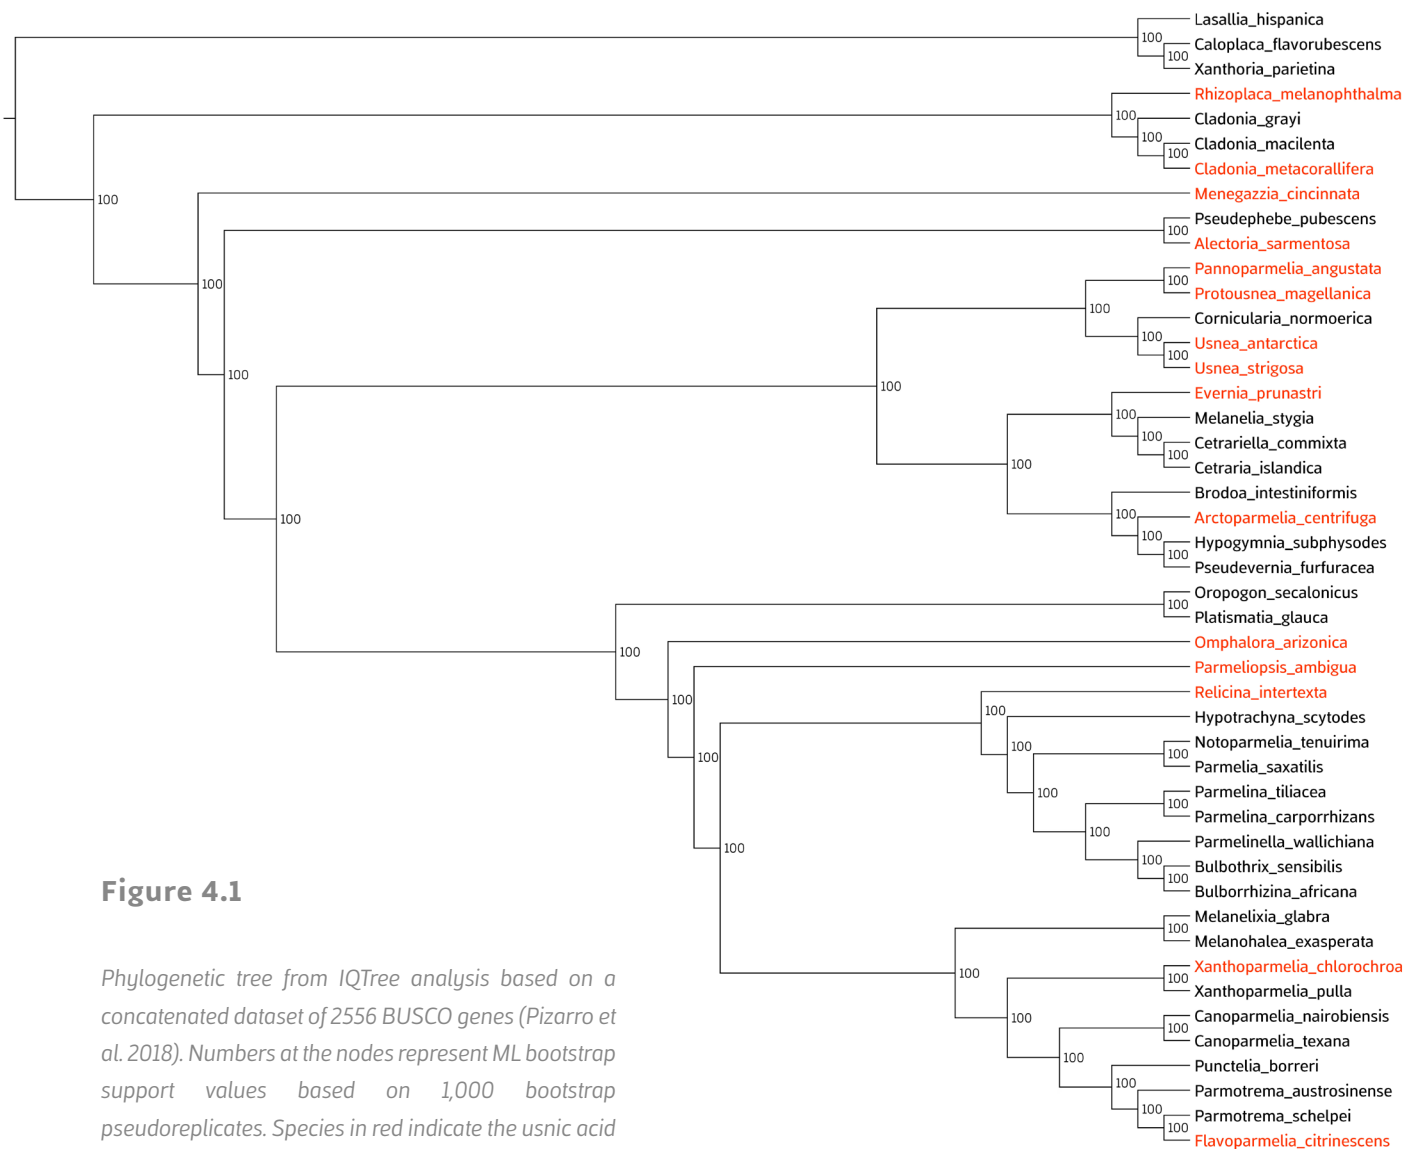 Lasallia_hispanica
100
Caloplaca_flavorubescens
100
Xanthoria_parietina
Rhizoplaca_melanophthalma
100
Cladonia_grayi
100
Cladonia_macilenta
100
Cladonia_metacorallifera
Menegazzia_cincinnata
100
Pseudephebe_pubescens
100
Alectoria_sarmentosa
Pannoparmelia_angustata
100
100
Protousnea_magellanica
100
Cornicularia_normoerica
100
Usnea_antarctica
100
Usnea_strigosa
100
100
Evernia_prunastri
100
Melanelia_stygia
100
Cetrariella_commixta
100
Cetraria_islandica
100
Brodoa_intestiniformis
100
Arctoparmelia_centrifuga
100
100
Hypogymnia_subphysodes
100
Pseudevernia_furfuracea
Oropogon_secalonicus
100
Platismatia_glauca
Omphalora_arizonica
100
Parmeliopsis_ambigua
Relicina_intertexta
100
100
Hypotrachyna_scytodes
Notoparmelia_tenuirima
100
100
100
Parmelia_saxatilis
100
Parmelina_tiliacea
100
Parmelina_carporrhizans
100
Parmelinella_wallichiana
100
100
Bulbothrix_sensibilis
100
Bulborrhizina_africana
Melanelixia_glabra
100
Melanohalea_exasperata
Xanthoparmelia_chlorochroa
100
100
Xanthoparmelia_pulla
Canoparmelia_nairobiensis
100
100
Canoparmelia_texana
100
Punctelia_borreri
100
Parmotrema_austrosinense
100
Parmotrema_schelpei
100
Flavoparmelia_citrinescens
Figure 4.1
Phylogenetic tree from IQTree analysis based on a
concatenated dataset of 2556 BUSCO genes (Pizarro et
al. 2018). Numbers at the nodes represent ML bootstrap
support values based on 1,000 bootstrap
pseudoreplicates. Species in red indicate the usnic acid